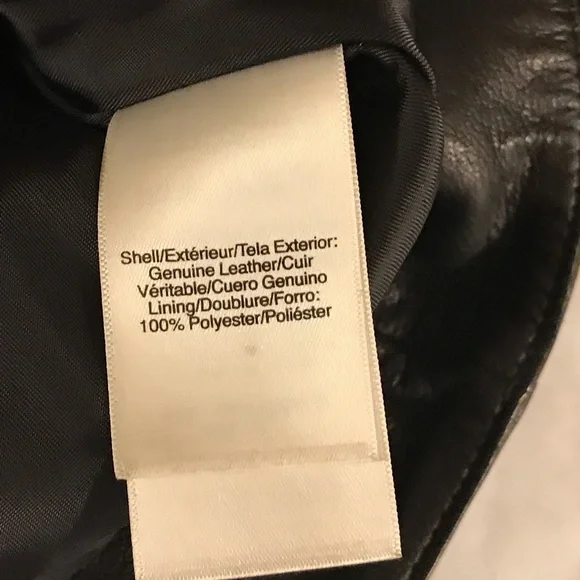 Shell/Extérieur/Tela Exterior:
Genuine Leather/Cuir
Véritable/Cuero Genuino
Lining/Doublure/Forro:
100% Polyester/Poliéster